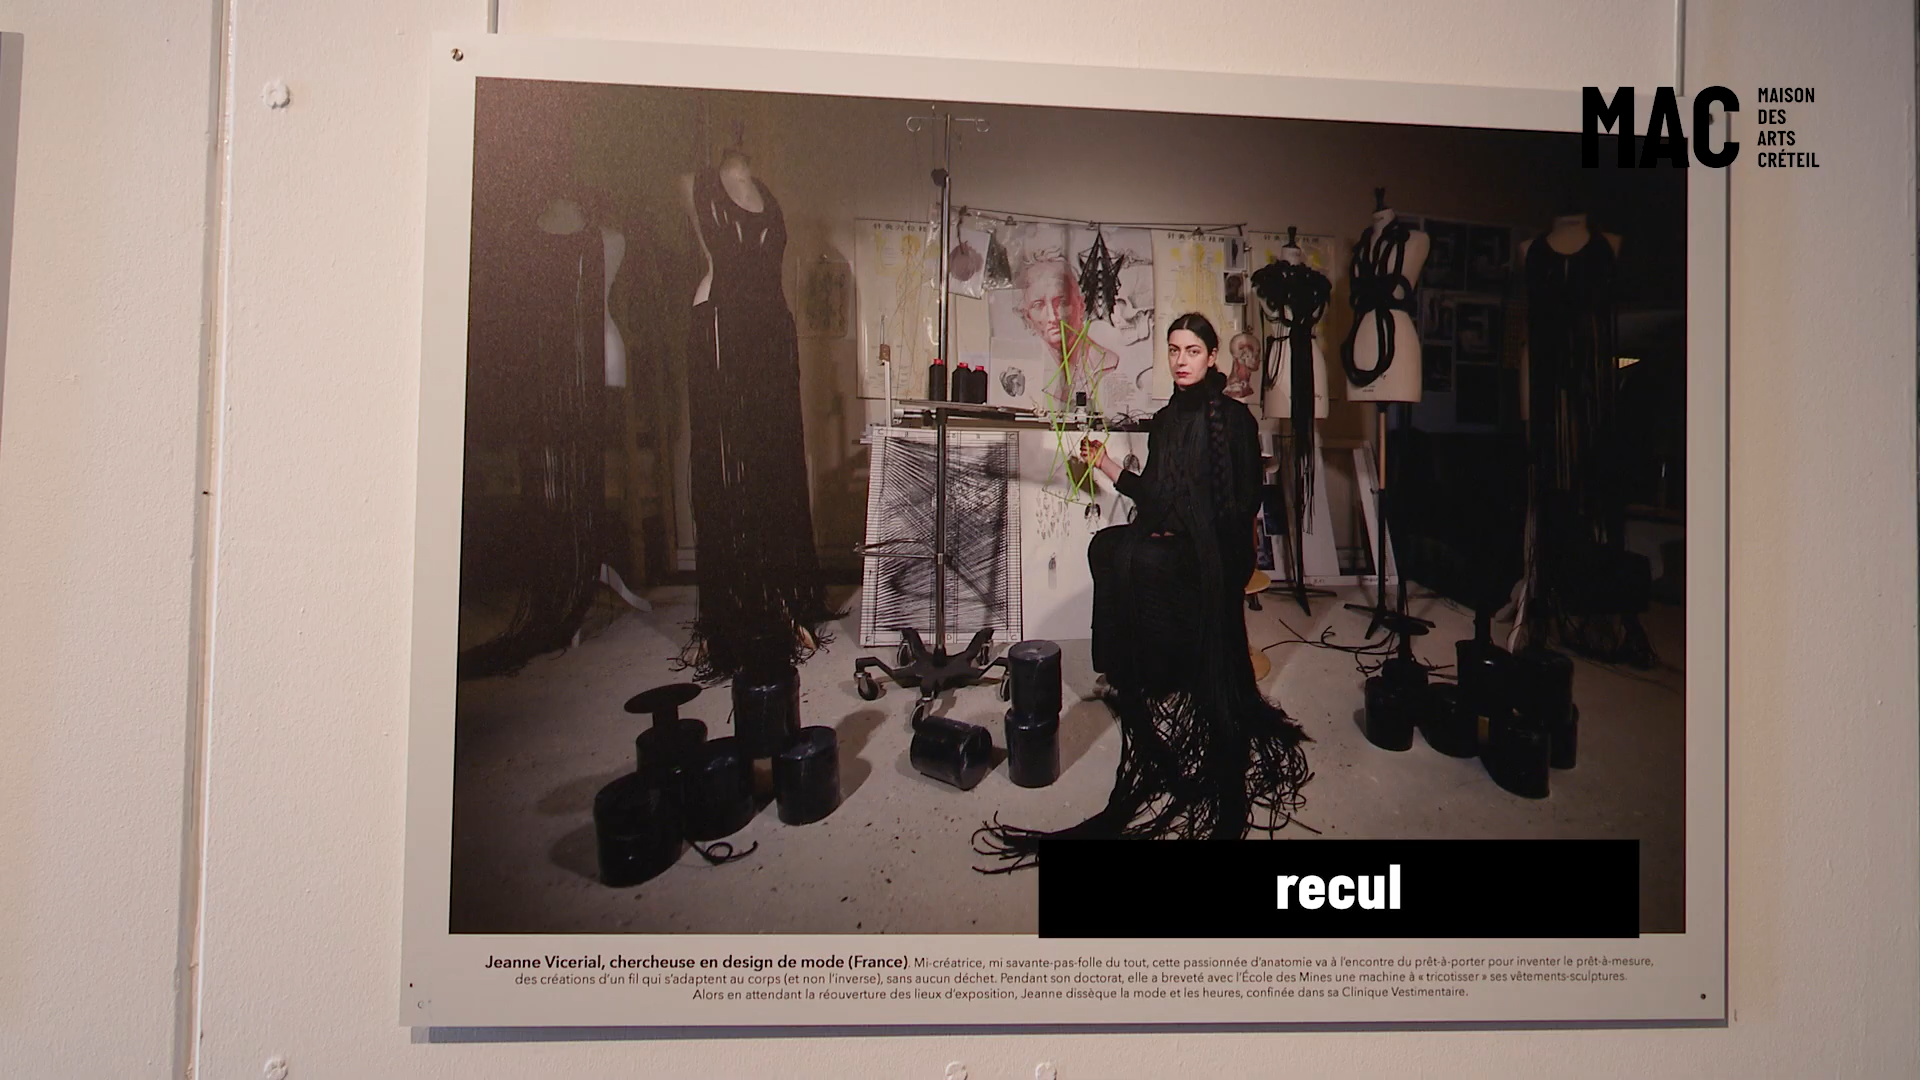 MAC
MAISON
DES
ARTS
CRÉTEIL
recul
Jeanne Vicerial, chercheuse en design de mode (France). Mi-créatrice, mi savante-pas-folle du tout, cette passionnée d'anatomie va à l'encontre du prêt-à-porter pour inventer le prêt-à-mesure,
des créations d'un fil qui s'adaptent au corps (et non l'inverse), sans aucun déchet. Pendant son doctorat, elle a breveté avec l'École des Mines une machine à « tricotisser » ses vêtements-sculptures.
Alors en attendant la réouverture des lieux d'exposition, Jeanne dissèque la mode et les heures, confinée dans sa Clinique Vestimentaire.